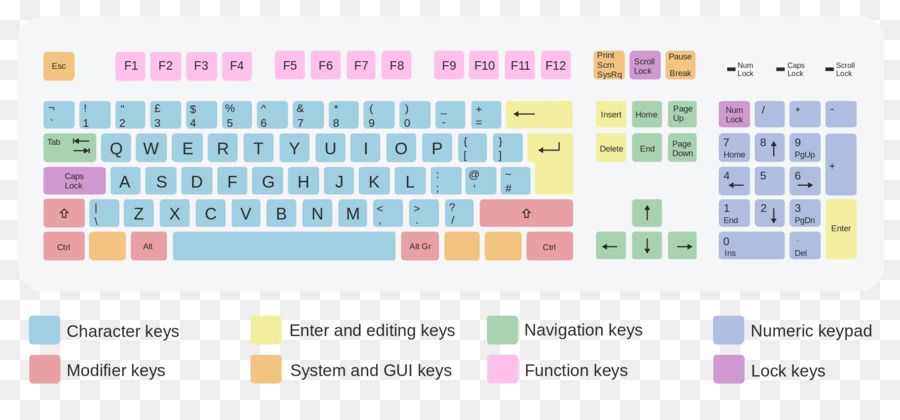 Esc F1 F2 F3 F4 F5 F6 F7 F8 F9 F10 F11 F12
Print
Scrn
SysRq
Scroll
Lock
Pause
Break
Num
Lock
Caps
Lock
Scroll
Lock
¬ ! " £ $ % ^ & * ( ) _ +
` 1 2 3 4 5 6 7 8 9 0 - = ←
Insert Home Page
Up
Num
Lock
/ * -
Tab Q W E R T Y U I O P { }
[ ]
Delete End Page
Down
7 8 ↑ 9 +
Home PgUp
Caps
Lock
A S D F G H J K L : @ ~
; ' #
4 5 6
← →
⇧ | Z X C V B N M < > ? ⇧
\ , . /
↑
1 2 ↓ 3
End PgDn
Enter
Ctrl Alt Alt Gr Ctrl
← ↓ →
0 .
Ins Del
Character keys Enter and editing keys Navigation keys Numeric keypad
Modifier keys System and GUI keys Function keys Lock keys